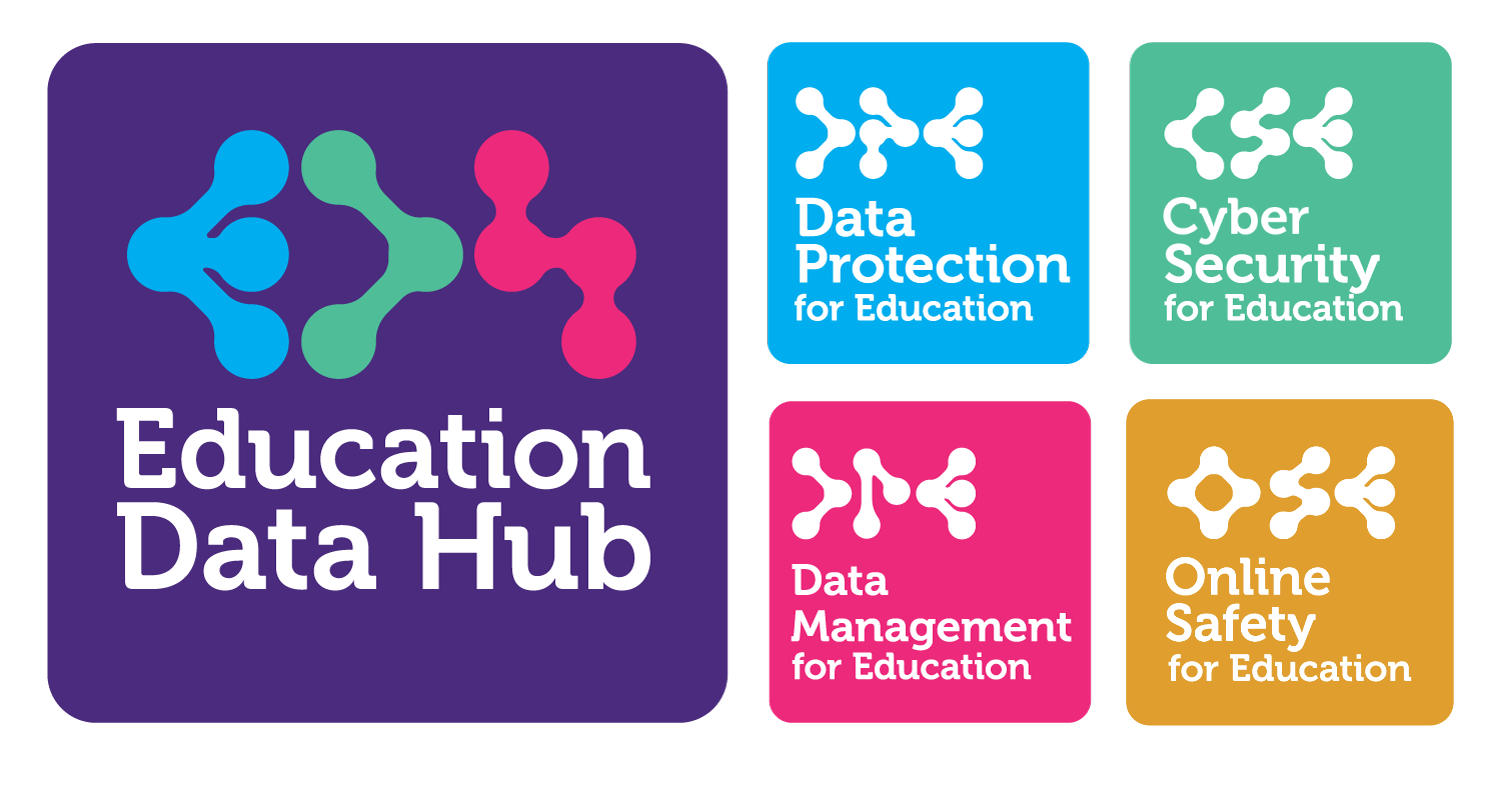 Education
Data Hub
Data
Protection
for Education
Cyber
Security
for Education
Data
Management
for Education
Online
Safety
for Education